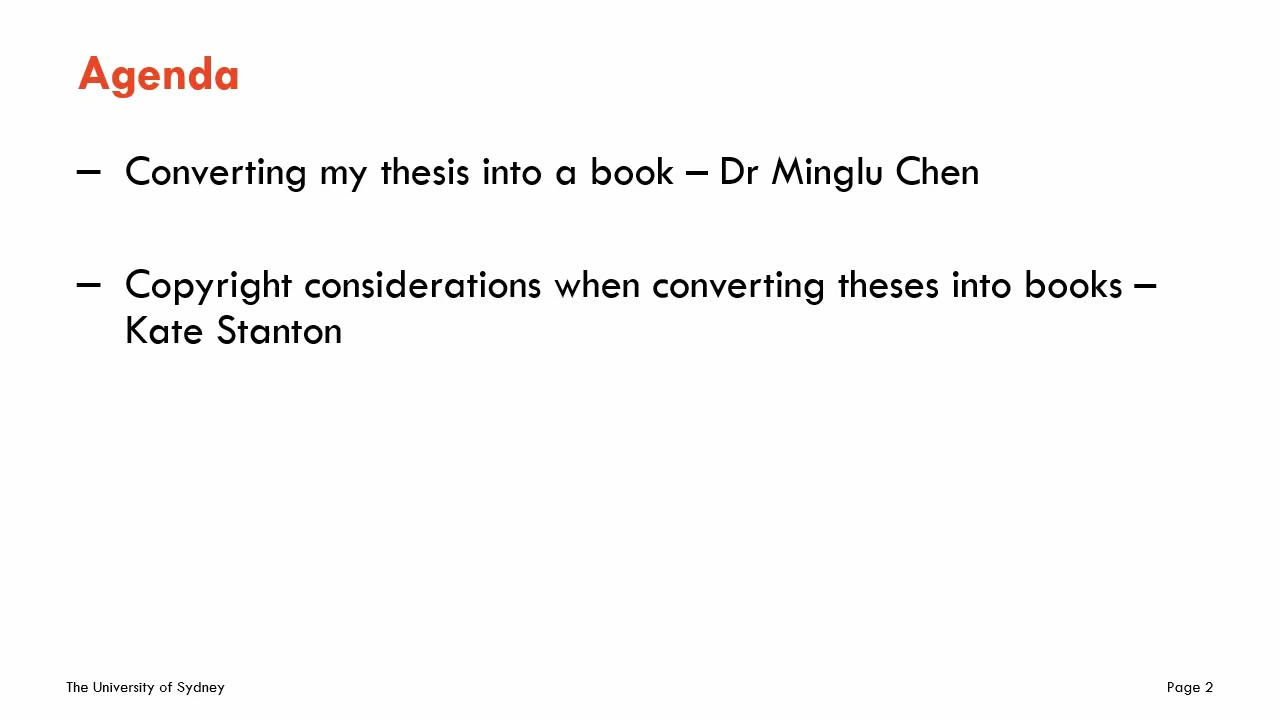 Agenda
– Converting my thesis into a book – Dr Minglu Chen
– Copyright considerations when converting theses into books –
Kate Stanton
The University of Sydney
Page 2